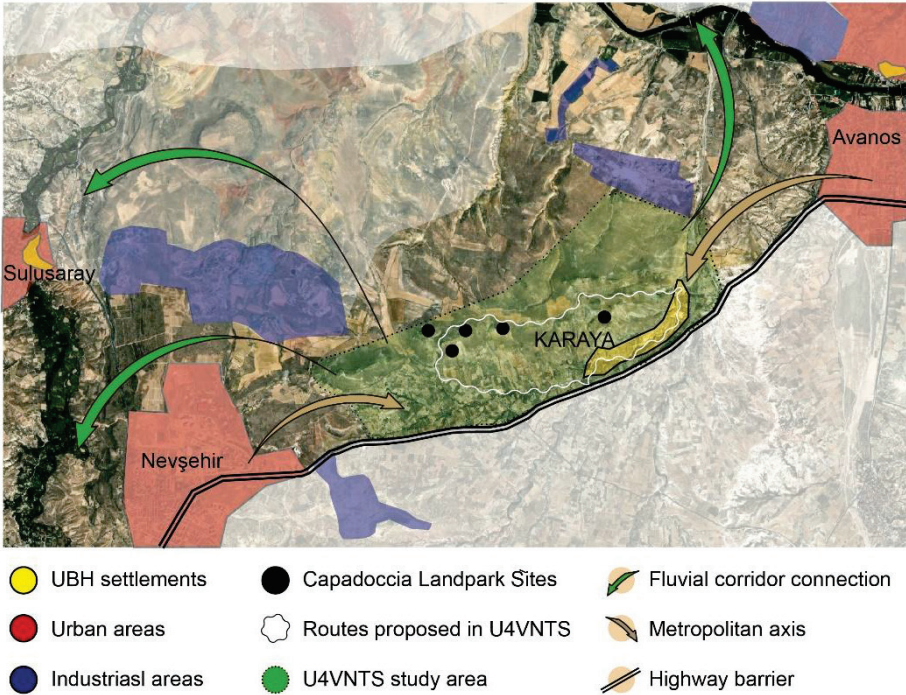 Avanos
Sulusaray
KARAYA
Nevşehir
UBH settlements
Capadoccia Landpark Sites
Fluvial corridor connection
Urban areas
Routes proposed in U4VNTS
Metropolitan axis
Industriasl areas
U4VNTS study area
Highway barrier